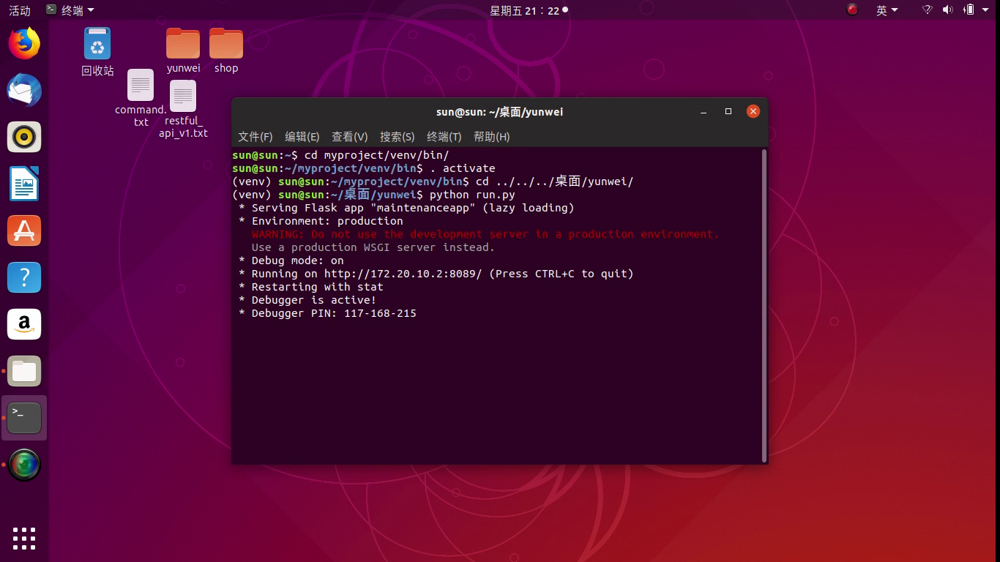 活动
终端
星期五 21：22
英
回收站
yunwei
shop
command.
txt
restful_
api_v1.txt
sun@sun: ~/桌面/yunwei
文件(F) 编辑(E) 查看(V) 搜索(S) 终端(T) 帮助(H)
sun@sun:~$ cd myproject/venv/bin/
sun@sun:~/myproject/venv/bin$ . activate
(venv) sun@sun:~/myproject/venv/bin$ cd ../../../桌面/yunwei/
(venv) sun@sun:~/桌面/yunwei$ python run.py
* Serving Flask app "maintenanceapp" (lazy loading)
* Environment: production
WARNING: Do not use the development server in a production environment.
Use a production WSGI server instead.
* Debug mode: on
* Running on http://172.20.10.2:8089/ (Press CTRL+C to quit)
* Restarting with stat
* Debugger is active!
* Debugger PIN: 117-168-215